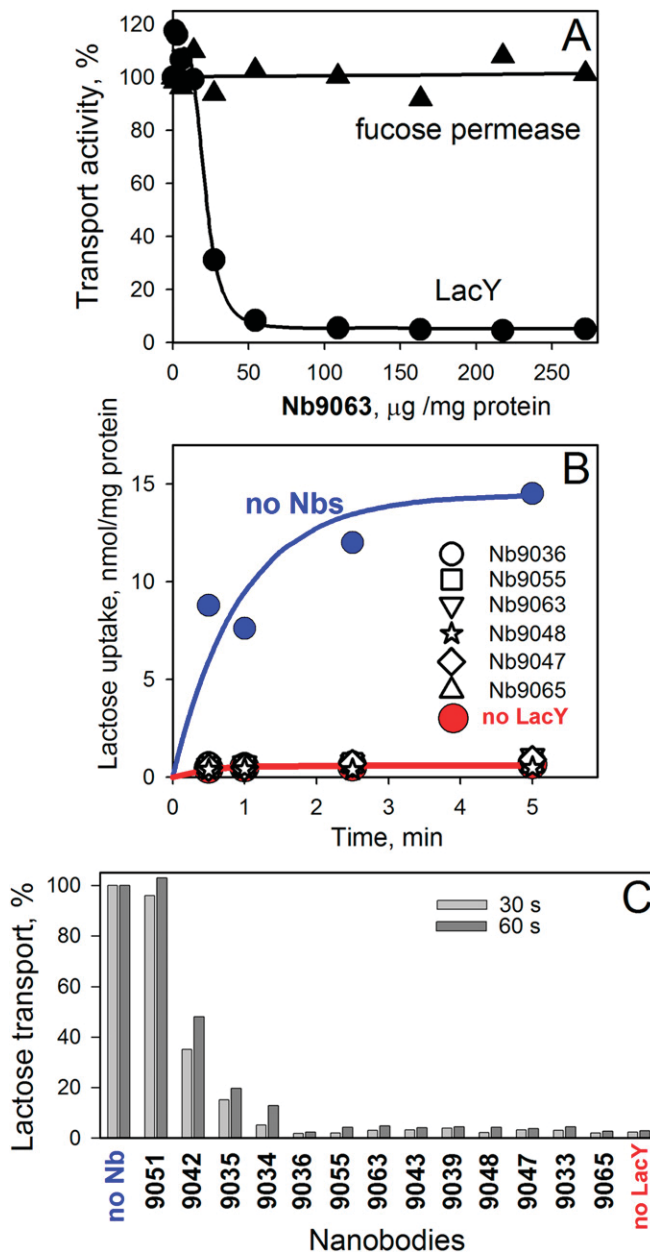 A
Transport activity, %
120
100
80
60
40
20
0
fucose permease
LacY
0 50 100 150 200 250
Nb9063, μg /mg protein
B
Lactose uptake, nmol/mg protein
15
10
5
0
no Nbs
Nb9036
Nb9055
Nb9063
Nb9048
Nb9047
Nb9065
no LacY
0 1 2 3 4 5
Time, min
C
Lactose transport, %
100
80
60
40
20
0
30 s
60 s
no Nb
9051
9042
9035
9034
9036
9055
9063
9043
9039
9048
9047
9033
9065
no LacY
Nanobodies